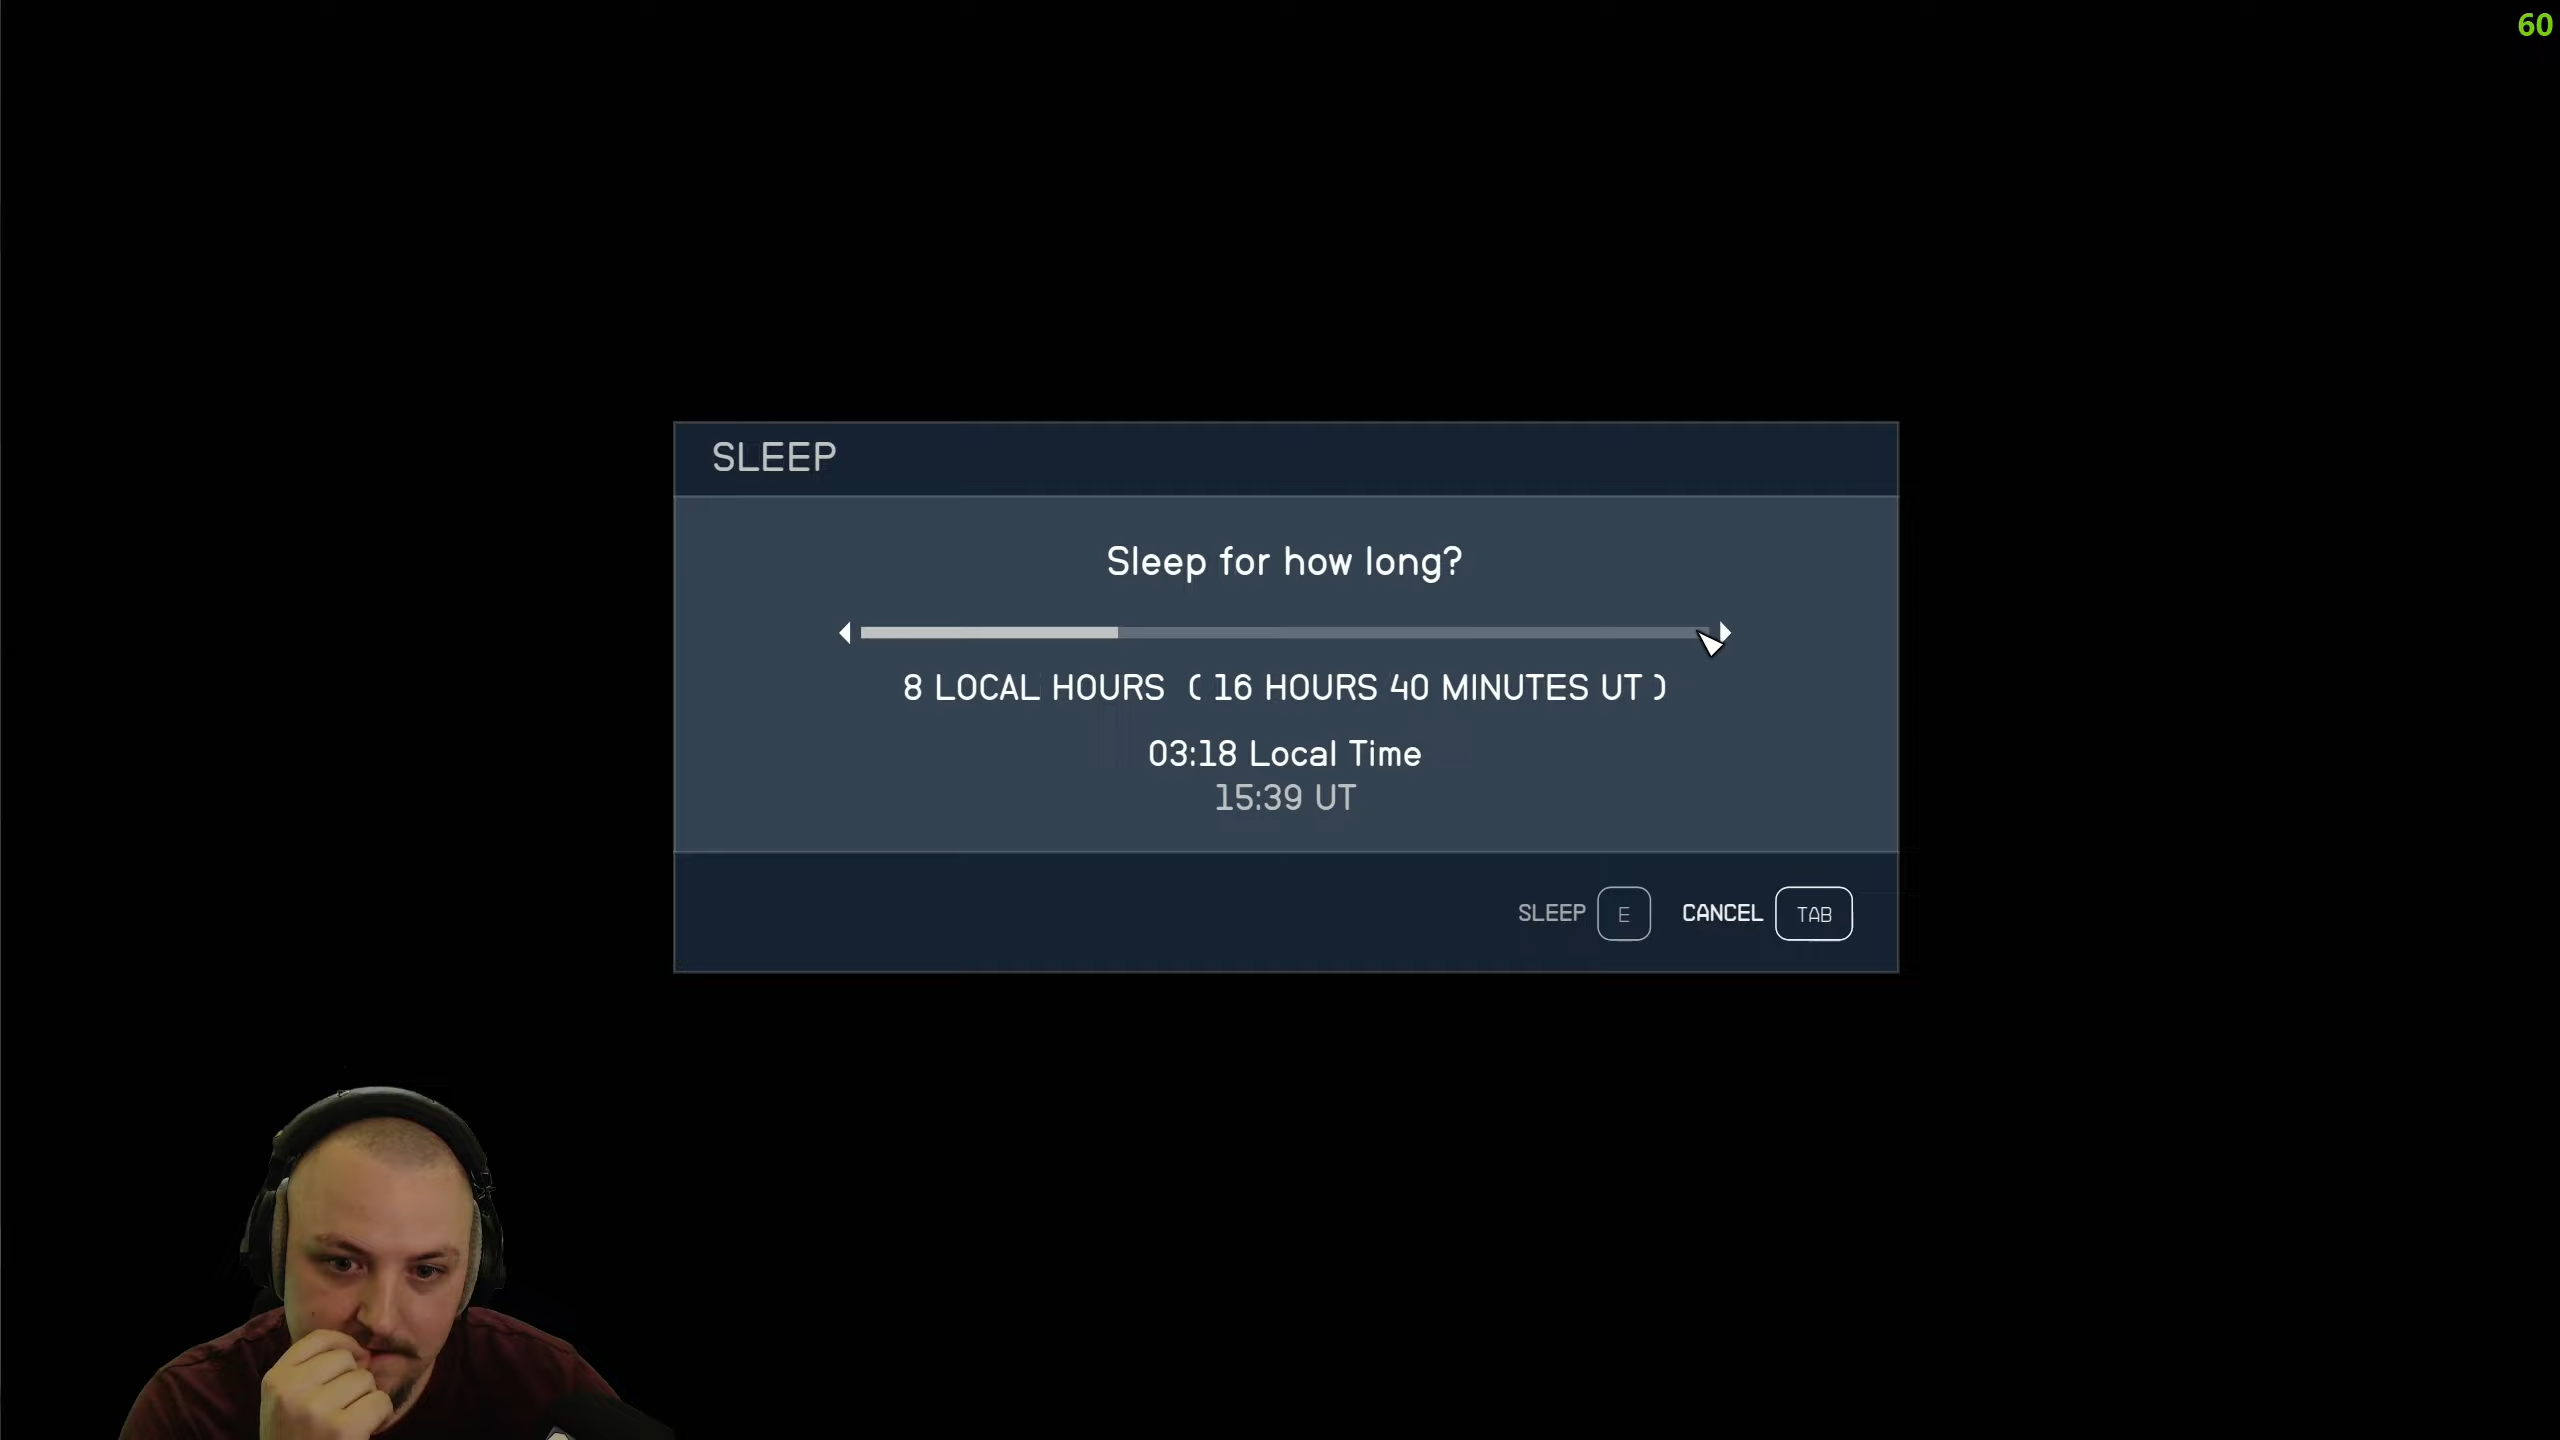 60
SLEEP
Sleep for how long?
8 LOCAL HOURS ( 16 HOURS 40 MINUTES UT )
03:18 Local Time
15:39 UT
SLEEP E CANCEL TAB